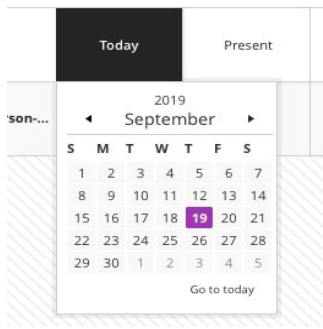 Today Present
rson-...
2019
◄ September ►
S M T W T F S
1 2 3 4 5 6 7
8 9 10 11 12 13 14
15 16 17 18 19 20 21
22 23 24 25 26 27 28
29 30 1 2 3 4 5
Go to today